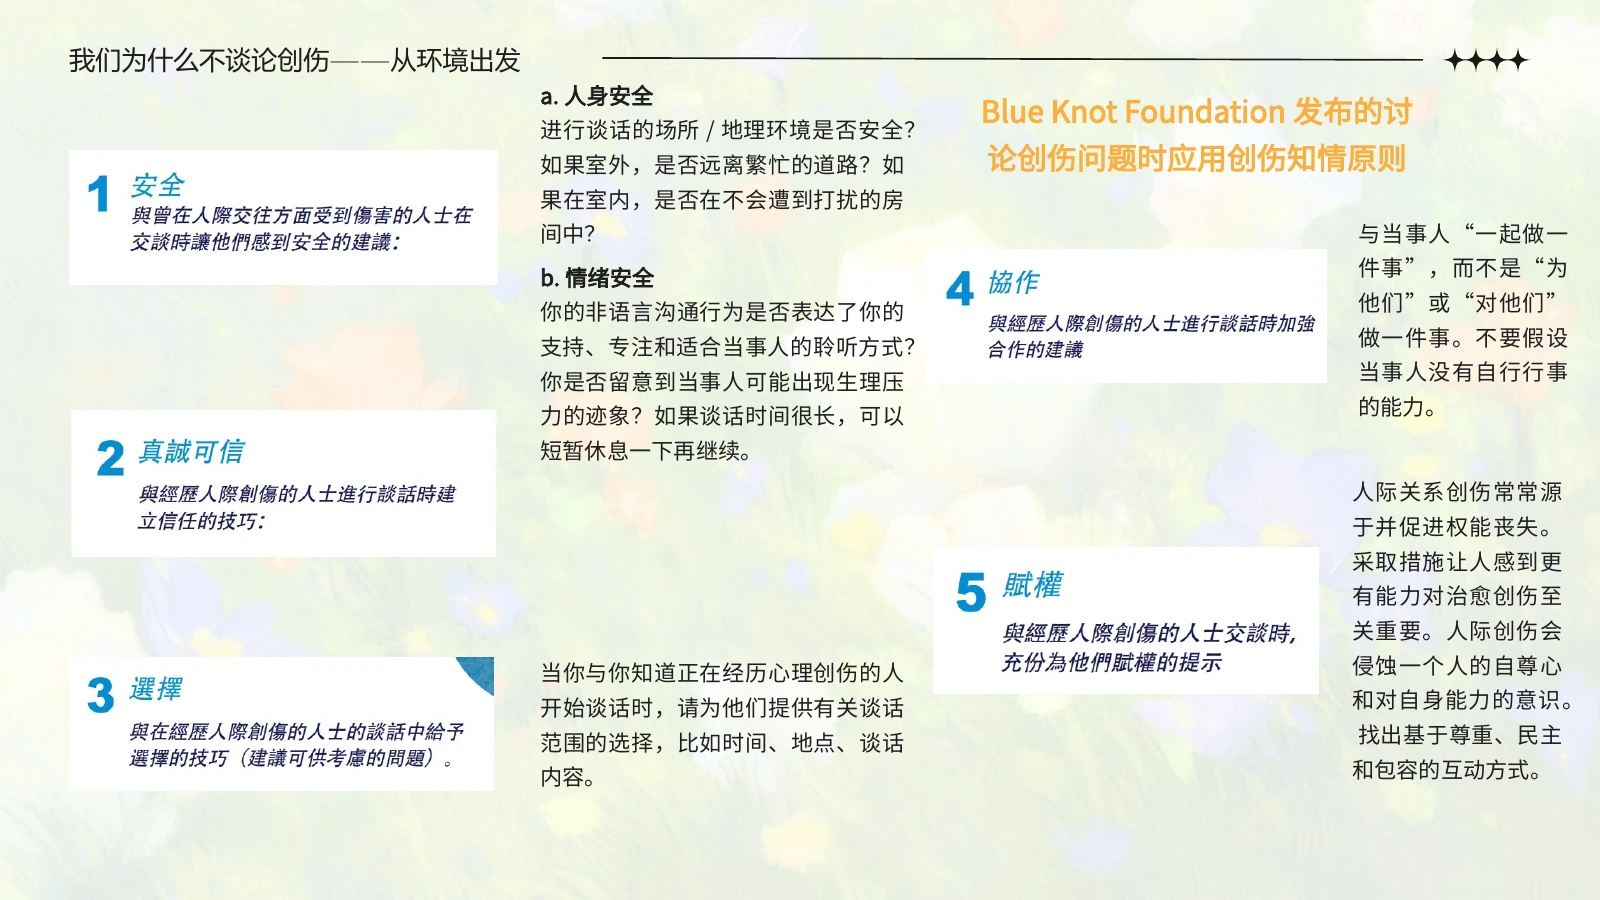 我们为什么不谈论创伤——从环境出发
1 安全
與曾在人際交往方面受到傷害的人士在
交談時讓他們感到安全的建議：
a. 人身安全
进行谈话的场所 / 地理环境是否安全？
如果室外，是否远离繁忙的道路？如
果在室内，是否在不会遭到打扰的房
间中？
b. 情绪安全
你的非语言沟通行为是否表达了你的
支持、专注和适合当事人的聆听方式？
你是否留意到当事人可能出现生理压
力的迹象？如果谈话时间很长，可以
短暂休息一下再继续。
2 真誠可信
與經歷人際創傷的人士進行談話時建
立信任的技巧：
3 選擇
與在經歷人際創傷的人士的談話中給予
選擇的技巧（建議可供考慮的問題）。
当你与你知道正在经历心理创伤的人
开始谈话时，请为他们提供有关谈话
范围的选择，比如时间、地点、谈话
内容。
Blue Knot Foundation 发布的讨
论创伤问题时应用创伤知情原则
4 協作
與經歷人際創傷的人士進行談話時加強
合作的建議
与当事人“一起做一
件事”，而不是“为
他们”或“对他们”
做一件事。不要假设
当事人没有自行行事
的能力。
5 賦權
與經歷人際創傷的人士交談時，
充份為他們賦權的提示
人际关系创伤常常源
于并促进权能丧失。
采取措施让人感到更
有能力对治愈创伤至
关重要。人际创伤会
侵蚀一个人的自尊心
和对自身能力的意识。
找出基于尊重、民主
和包容的互动方式。